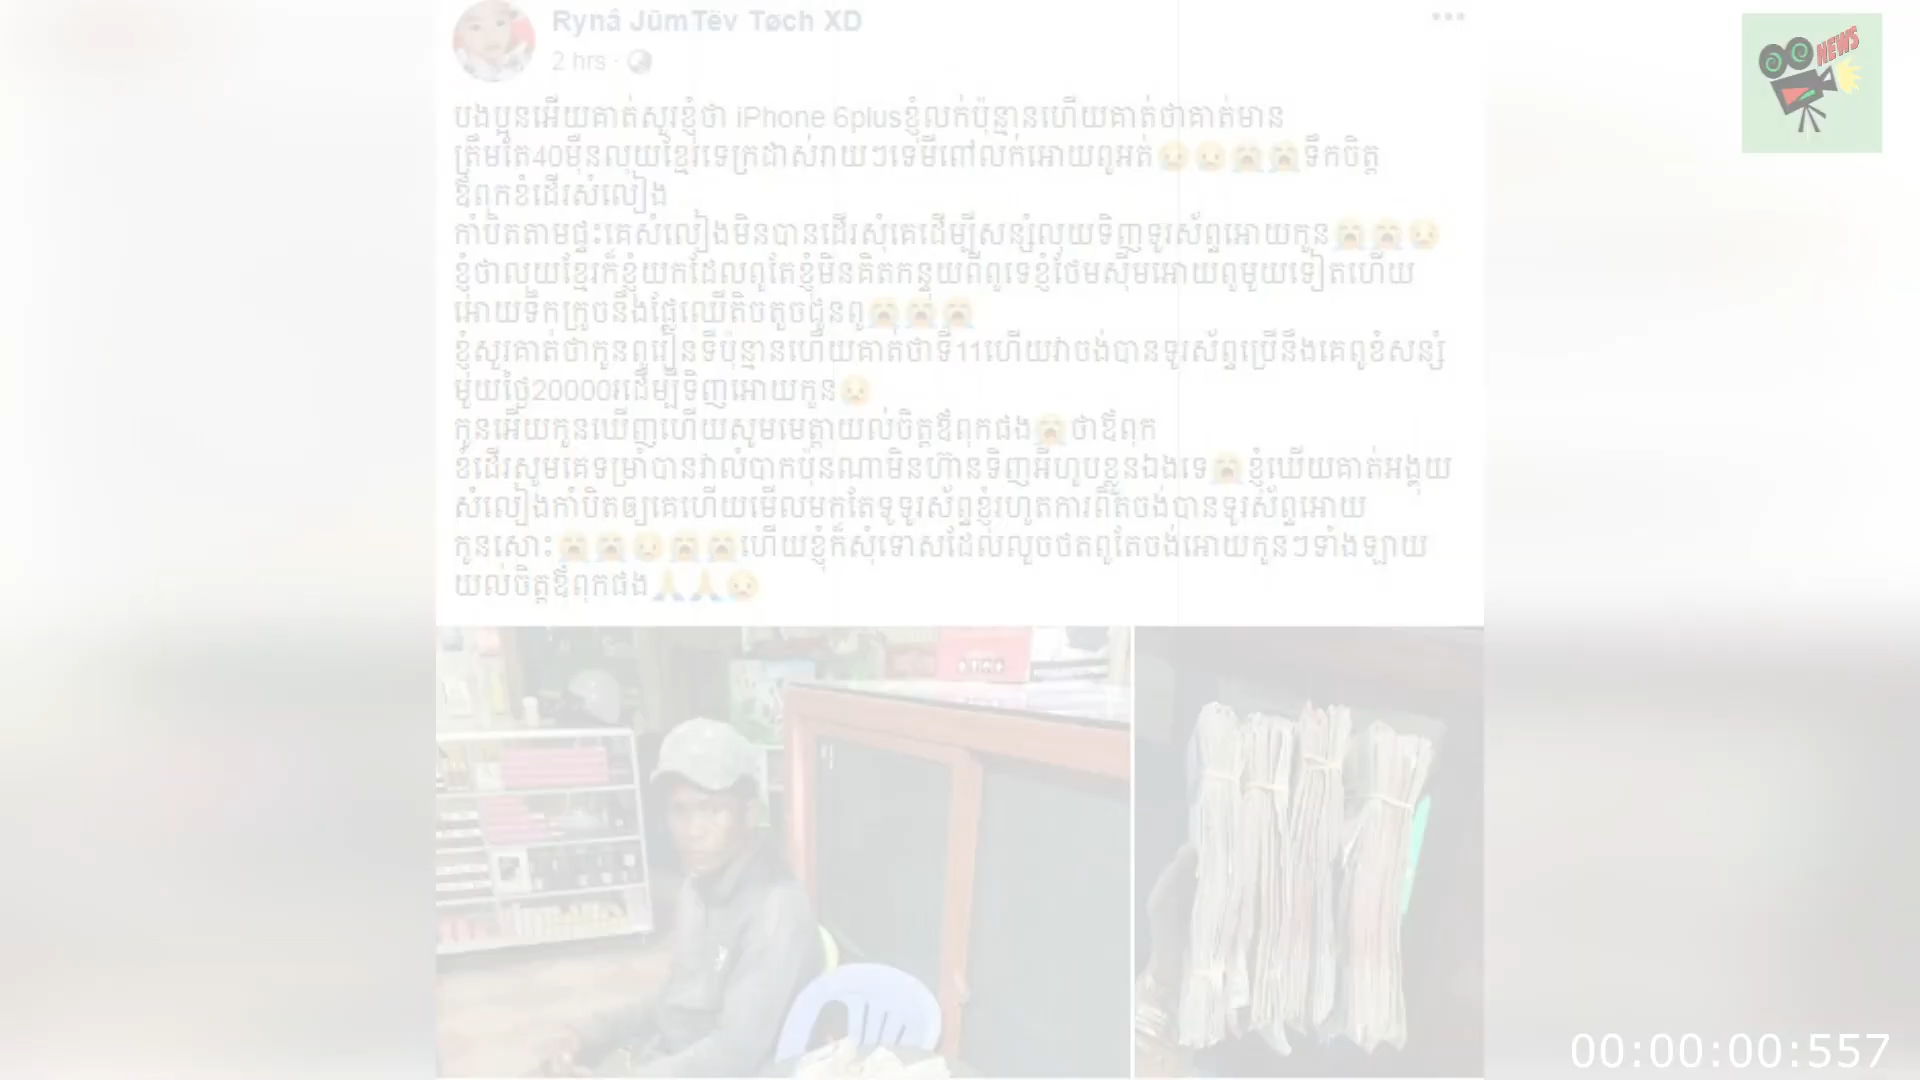 Rynâ JūmTëv Tøch XD
2 hrs ·
បងប្អូនអើយគាត់សួរខ្ញុំថា iPhone 6plusខ្ញុំលក់ប៉ុន្មានហើយគាត់ថាគាត់មាន
ត្រឹមតែ40ម៉ឺនលុយខ្មែរទេក្រដាស់រាយៗទេមីពៅលក់អោយពូអត់😢😢😭😭ទឹកចិត្ត
ឪពុកខំដើរសំលៀង
កាំបិតតាមផ្ទះគេសំលៀងមិនបានដើរសុំគេដើម្បីសន្សំលុយទិញទូរស័ព្ទអោយកូន😭😭😢
ខ្ញុំថាលុយខ្មែរក៏ខ្ញុំយកដែលពូតែខ្ញុំមិនគិតកន្ទុយពីពូទេខ្ញុំថែមស៊ីមអោយពូមួយទៀតហើយ
អោយទឹកក្រូចនឹងផ្លែឈើតិចតួចជូនពូ😭😭😭
ខ្ញុំសួរគាត់ថាកូនពូរៀនទីប៉ុន្មានហើយគាត់ថាទី11ហើយវាចង់បានទូរស័ព្ទប្រើនឹងគេពូខំសន្សំ
មួយថ្ងៃ20000រដើម្បីទិញអោយកូន😢
កូនអើយកូនឃើញហើយសូមមេត្តាយល់ចិត្តឪពុកផង😭ថាឪពុក
ខំដើរសូមគេទម្រាំបានវាលំបាកប៉ុនណាមិនហ៊ានទិញអីហូបខ្លួនឯងទេ😭ខ្ញុំឃើយគាត់អង្គុយ
សំលៀងកាំបិតឲ្យគេហើយមើលមកតែទូទូរស័ព្ទខ្ញុំរហូតការពិតចង់បានទូរស័ព្ទអោយ
កូនសោះ😭😭😢😭😭ហើយខ្ញុំក៏សុំទោសដែលលួចថតពូតែចង់អោយកូនៗទាំងឡាយ
យល់ចិត្តឪពុកផង🙏🙏😢
NEWS
00:00:00:557